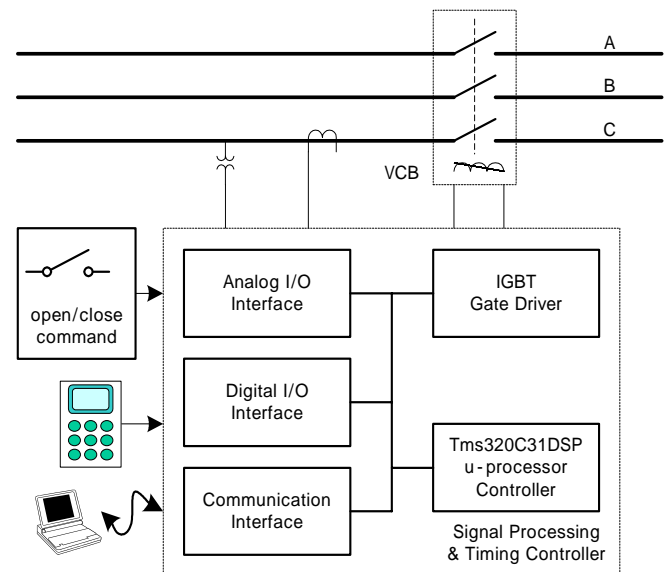 A
B
C
VCB
open/close
command
Analog I/O
Interface
IGBT
Gate Driver
Digital I/O
Interface
Tms320C31DSP
u-processor
Controller
Communication
Interface
Signal Processing
& Timing Controller